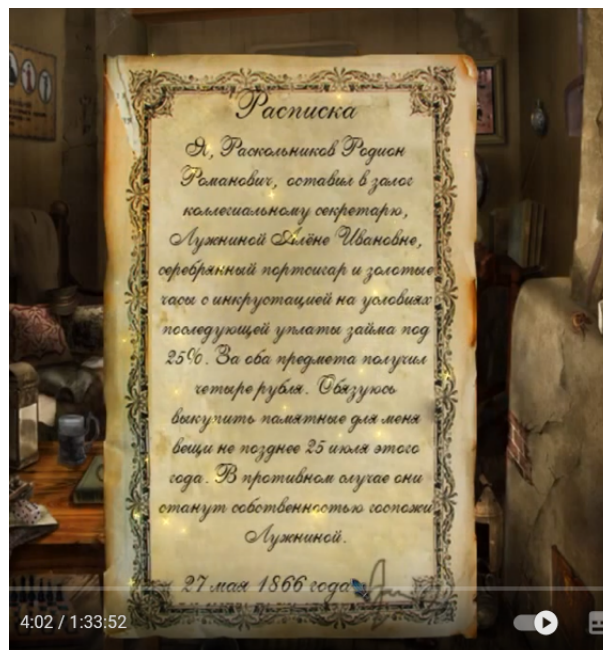 Расписка
Я, Раскольников Родион
Романович, оставил в залог
коллегиальному секретарю,
Лужниной Алёне Ивановне,
серебрянный портсигар и золотые
часы с инкрустацией на условиях
последующей уплаты займа под
25%. За оба предмета получил
четыре рубля. Обязуюсь
выкупить памятные для меня
вещи не позднее 25 июля этого
года. В противном случае они
станут собственностью госпожи
Лужниной.
27 мая 1866 года
4:02 / 1:33:52